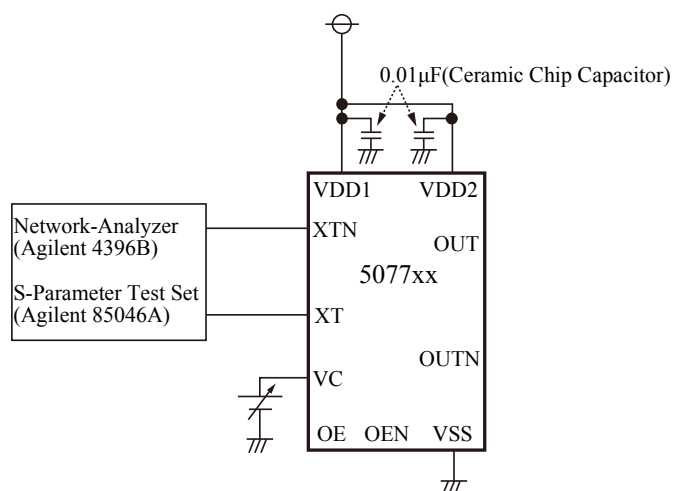 0.01μF(Ceramic Chip Capacitor)
VDD1 VDD2
Network-Analyzer
(Agilent 4396B)
XTN
OUT
5077xx
S-Parameter Test Set
(Agilent 85046A)
XT
OUTN
VC
OE OEN VSS